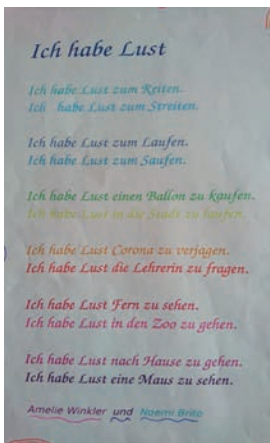 Ich habe Lust
Ich habe Lust zum Reiten.
Ich habe Lust zum Streiten.
Ich habe Lust zum Laufen.
Ich habe Lust zum Saufen.
Ich habe Lust einen Ballon zu kaufen.
Ich habe Lust in die Stadt zu laufen.
Ich habe Lust Corona zu verjagen.
Ich habe Lust die Lehrerin zu fragen.
Ich habe Lust Fern zu sehen.
Ich habe Lust in den Zoo zu gehen.
Ich habe Lust nach Hause zu gehen.
Ich habe Lust eine Maus zu sehen.
Amelie Winkler und Noemi Brito